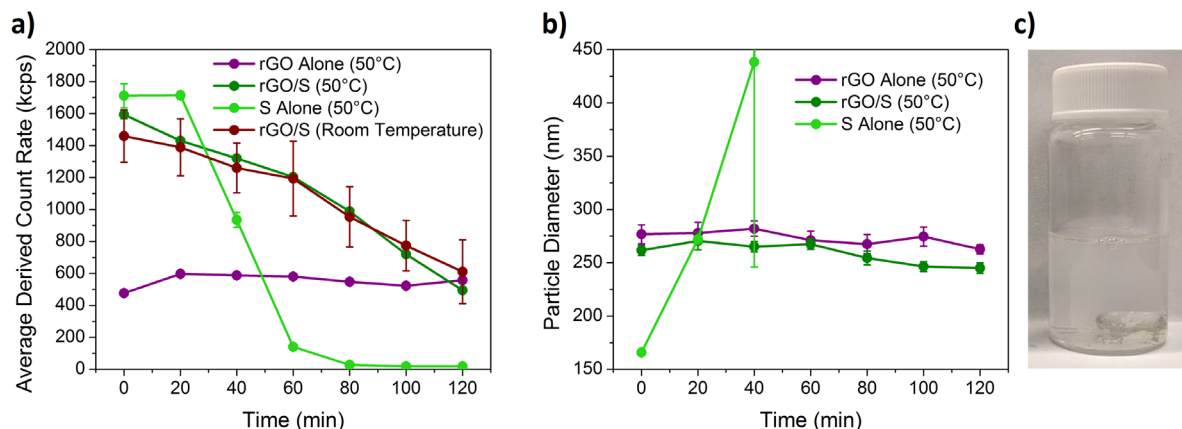 a)
Average Derived Count Rate (kcps)
2000
1800
1600
1400
1200
1000
800
600
400
200
0
rGO Alone (50°C)
rGO/S (50°C)
S Alone (50°C)
rGO/S (Room Temperature)
0 20 40 60 80 100 120
Time (min)
b)
Particle Diameter (nm)
450
400
350
300
250
200
150
rGO Alone (50°C)
rGO/S (50°C)
S Alone (50°C)
0 20 40 60 80 100 120
Time (min)
c)